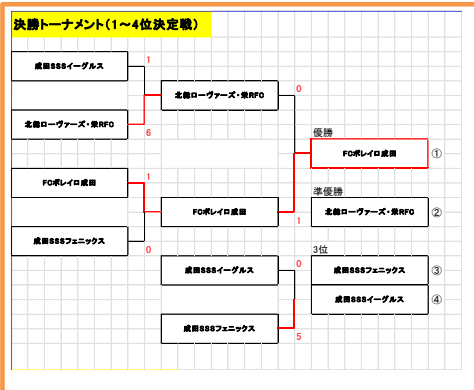 決勝トーナメント(1~4位決定戦)
成田SSSイーグルス
1
北総ローヴァーズ・栄RFC
0
北総ローヴァーズ・栄RFC
6
優勝
FCボレイロ成田
①
FCボレイロ成田
1
準優勝
FCボレイロ成田
1
北総ローヴァーズ・栄RFC
②
成田SSSフェニックス
0
3位
成田SSSイーグルス
0
成田SSSフェニックス
③
成田SSSイーグルス
④
成田SSSフェニックス
5